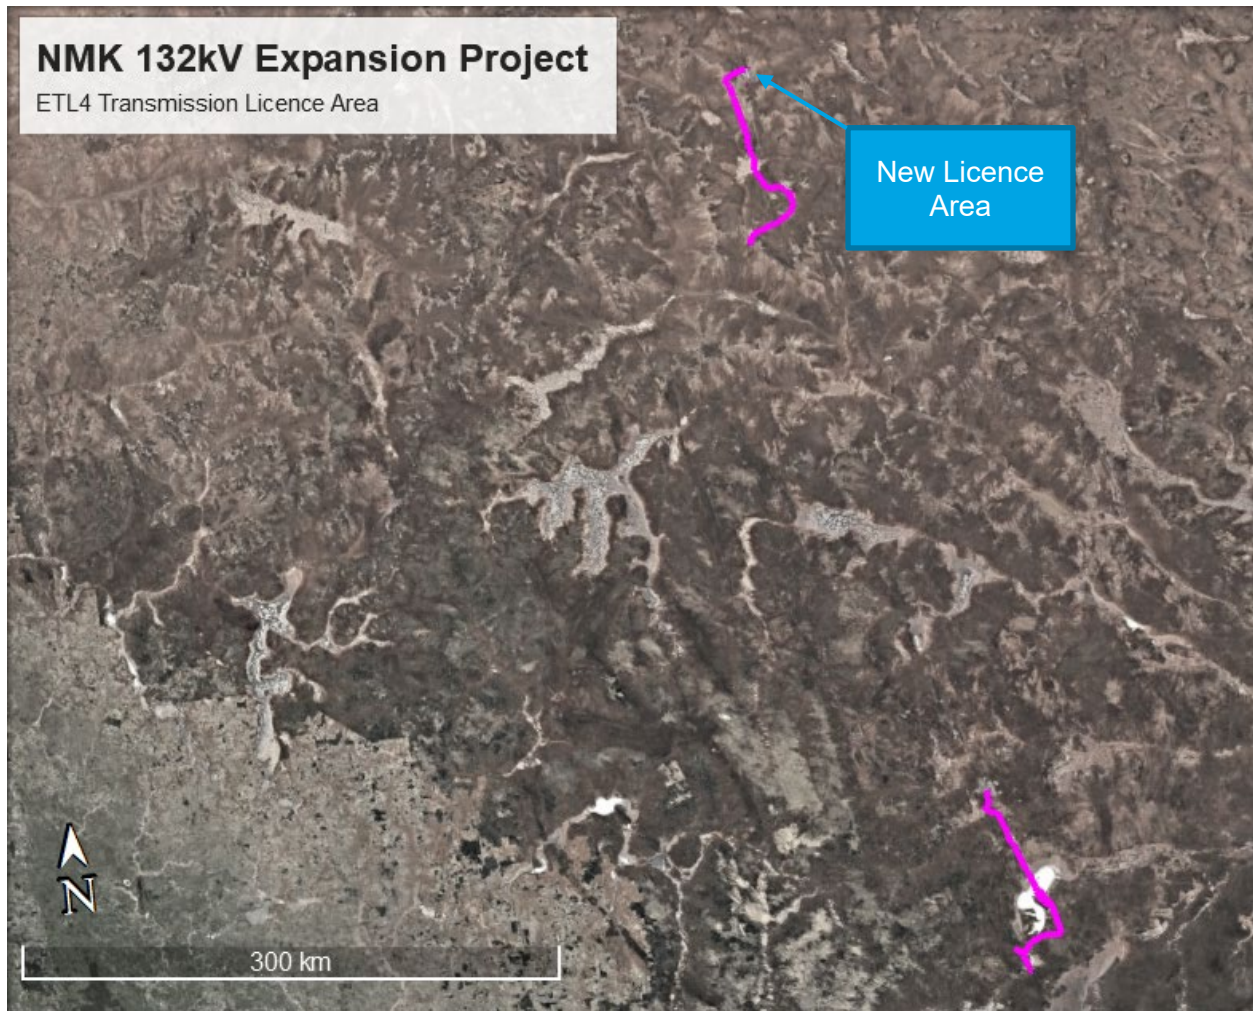 NMK 132kV Expansion Project
ETL4 Transmission Licence Area
New Licence
Area
N
300 km